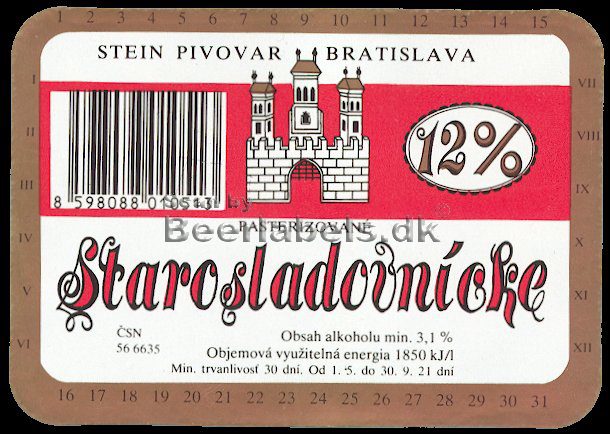 1 2 3 4 5 6 7 8 9 10 11 12 13 14 15
STEIN PIVOVAR BRATISLAVA
I VII
II VIII
III IX
IV X
V XI
VI XII
12%
8 598088 010513
PASTERIZOVANÉ
Beerlabels.dk
Starosladovnícke
ČSN
56 6635
Obsah alkoholu min. 3,1 %
Objemová využitelná energia 1850 kJ/l
Min. trvanlivosť 30 dní. Od 1. 5. do 30. 9. 21 dní
16 17 18 19 20 21 22 23 24 25 26 27 28 29 30 31